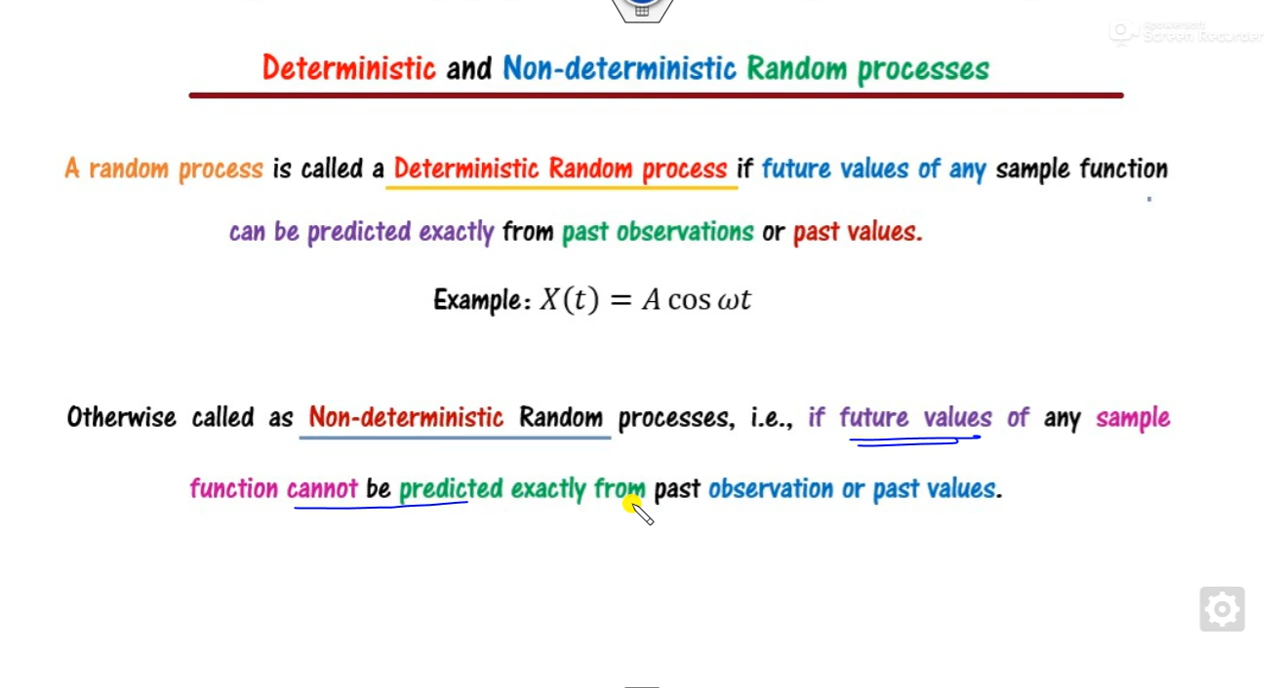 Apowersoft
Screen Recorder
Deterministic and Non-deterministic Random processes
A random process is called a Deterministic Random process if future values of any sample function
can be predicted exactly from past observations or past values.
Example: X(t) = A cos ωt
Otherwise called as Non-deterministic Random processes, i.e., if future values of any sample
function cannot be predicted exactly from past observation or past values.